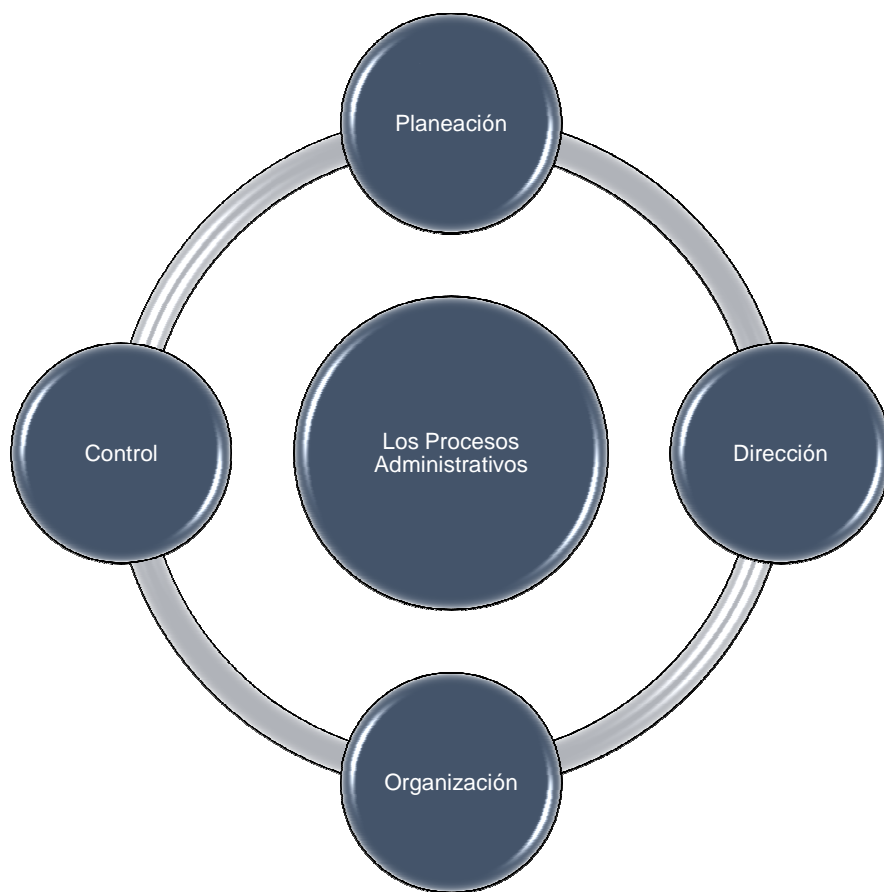 Planeación
Control
Los Procesos
Administrativos
Dirección
Organización